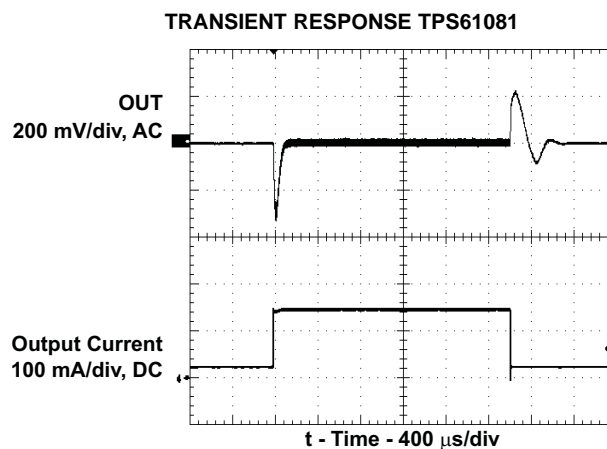 TRANSIENT RESPONSE TPS61081
OUT
200 mV/div, AC
Output Current
100 mA/div, DC
t - Time - 400 μs/div